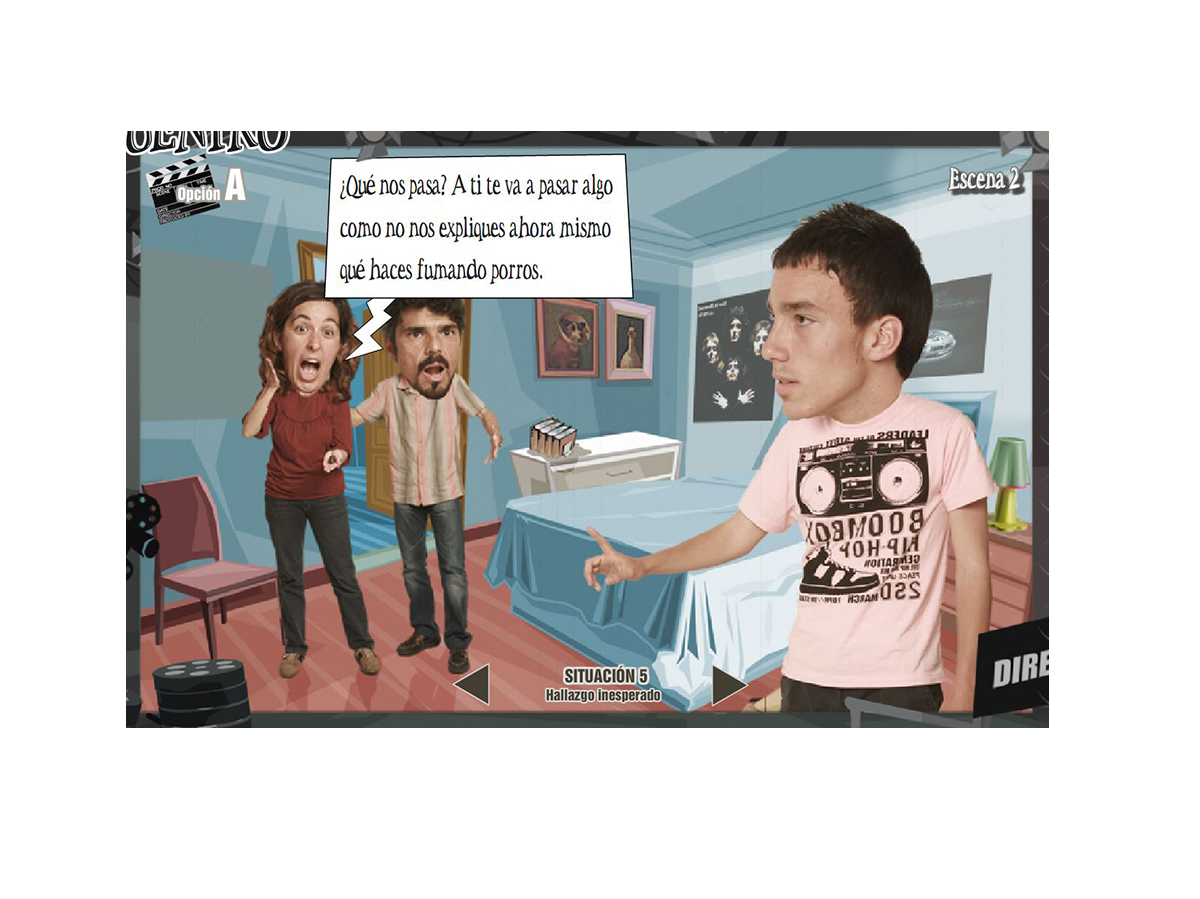 Opción A
¿Qué nos pasa? A ti te va a pasar algo
como no nos expliques ahora mismo
qué haces fumando porros.
Escena 2
BOOMBOX
HIP-HOP
GENERATION
SITUACIÓN 5
Hallazgo inesperado
DIRE